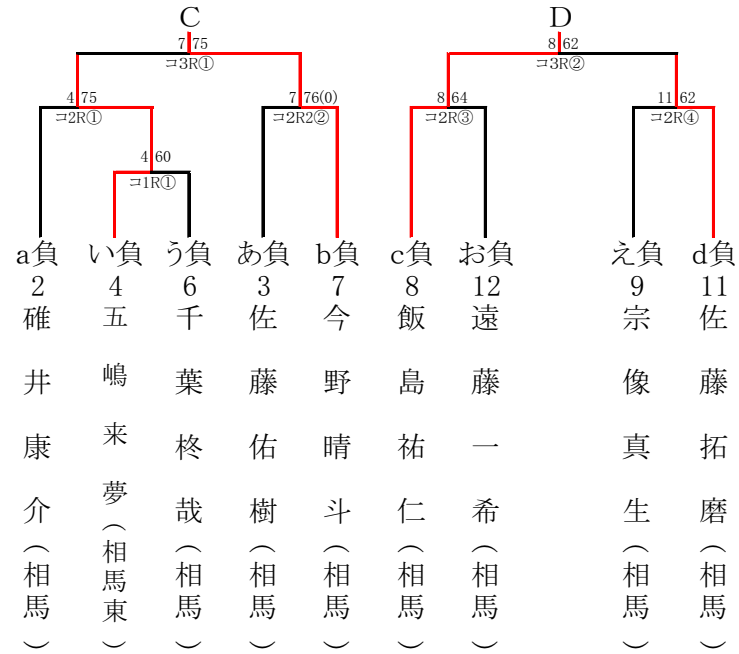 C D
7 75 8 62
コ3R① コ3R②
4 75 7 76(0) 8 64 11 62
コ2R① コ2R2② コ2R③ コ2R④
4 60
コ1R①
a負 い負 う負 あ負 b負 c負 お負 え負 d負
2 4 6 3 7 8 12 9 11
碓井康介(相馬)
五嶋来夢(相馬東)
千葉柊哉(相馬)
佐藤佑樹(相馬)
今野晴斗(相馬)
飯島祐仁(相馬)
遠藤一希(相馬)
宗像真生(相馬)
佐藤拓磨(相馬)